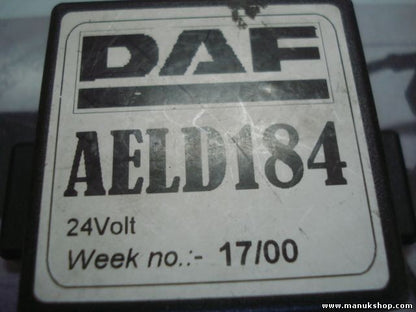 DAF
AELD184
24Volt
Week no.:- 17/00
www.manukshop.com